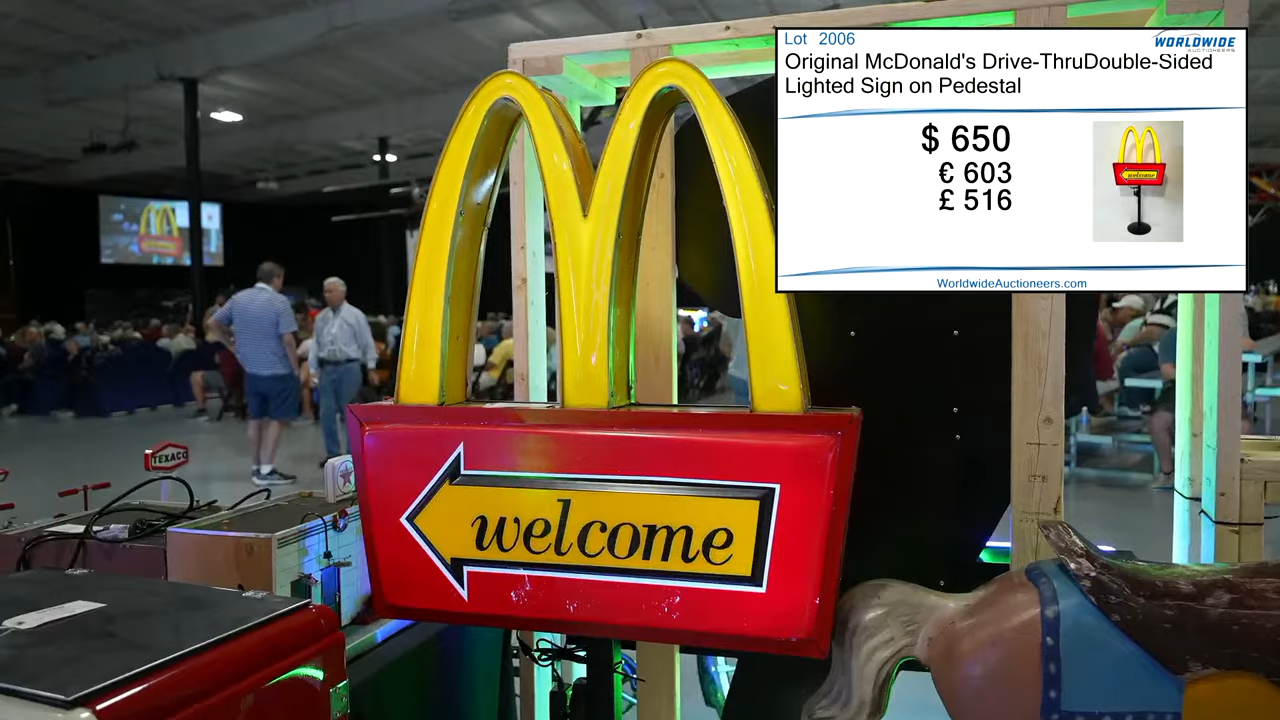 Lot 2006
WORLDWIDE
AUCTIONEERS
Original McDonald's Drive-ThruDouble-Sided
Lighted Sign on Pedestal
$ 650
€ 603
£ 516
welcome
WorldwideAuctioneers.com
welcome
TEXACO